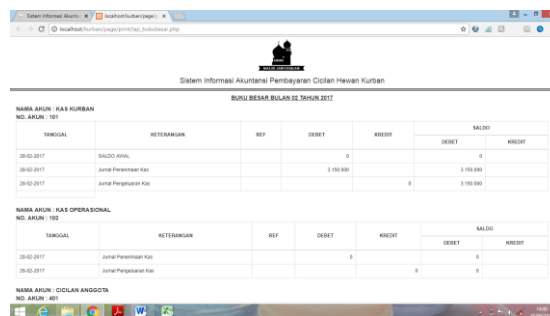 Sistem Informasi Akunta
localhost/kurban/page/p
localhost/kurban/page/print/lap_bukubesar.php
Sistem Informasi Akuntansi Pembayaran Cicilan Hewan Kurban
BUKU BESAR BULAN 02 TAHUN 2017
NAMA AKUN : KAS KURBAN
NO. AKUN : 101
TANGGAL KETERANGAN REF DEBET KREDIT SALDO
DEBET KREDIT
28-02-2017 SALDO AWAL 0 0
28-02-2017 Jurnal Penerimaan Kas 3.150.000 3.150.000
28-02-2017 Jurnal Pengeluaran Kas 0 3.150.000
NAMA AKUN : KAS OPERASIONAL
NO. AKUN : 102
TANGGAL KETERANGAN REF DEBET KREDIT SALDO
DEBET KREDIT
28-02-2017 Jurnal Penerimaan Kas 0 0
28-02-2017 Jurnal Pengeluaran Kas 0 0
NAMA AKUN : CICILAN ANGGOTA
NO. AKUN : 401